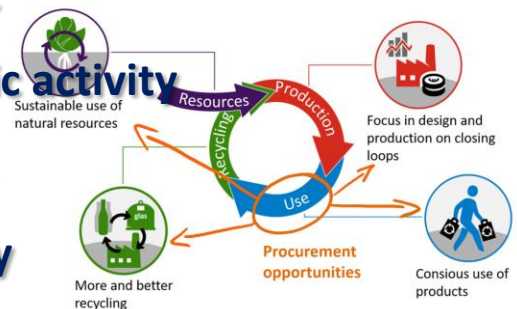 ic activity
Sustainable use of
natural resources
Resources
Production
Recycling
Use
Focus in design and
production on closing
loops
glas
Procurement
opportunities
y
More and better
recycling
Consious use of
products